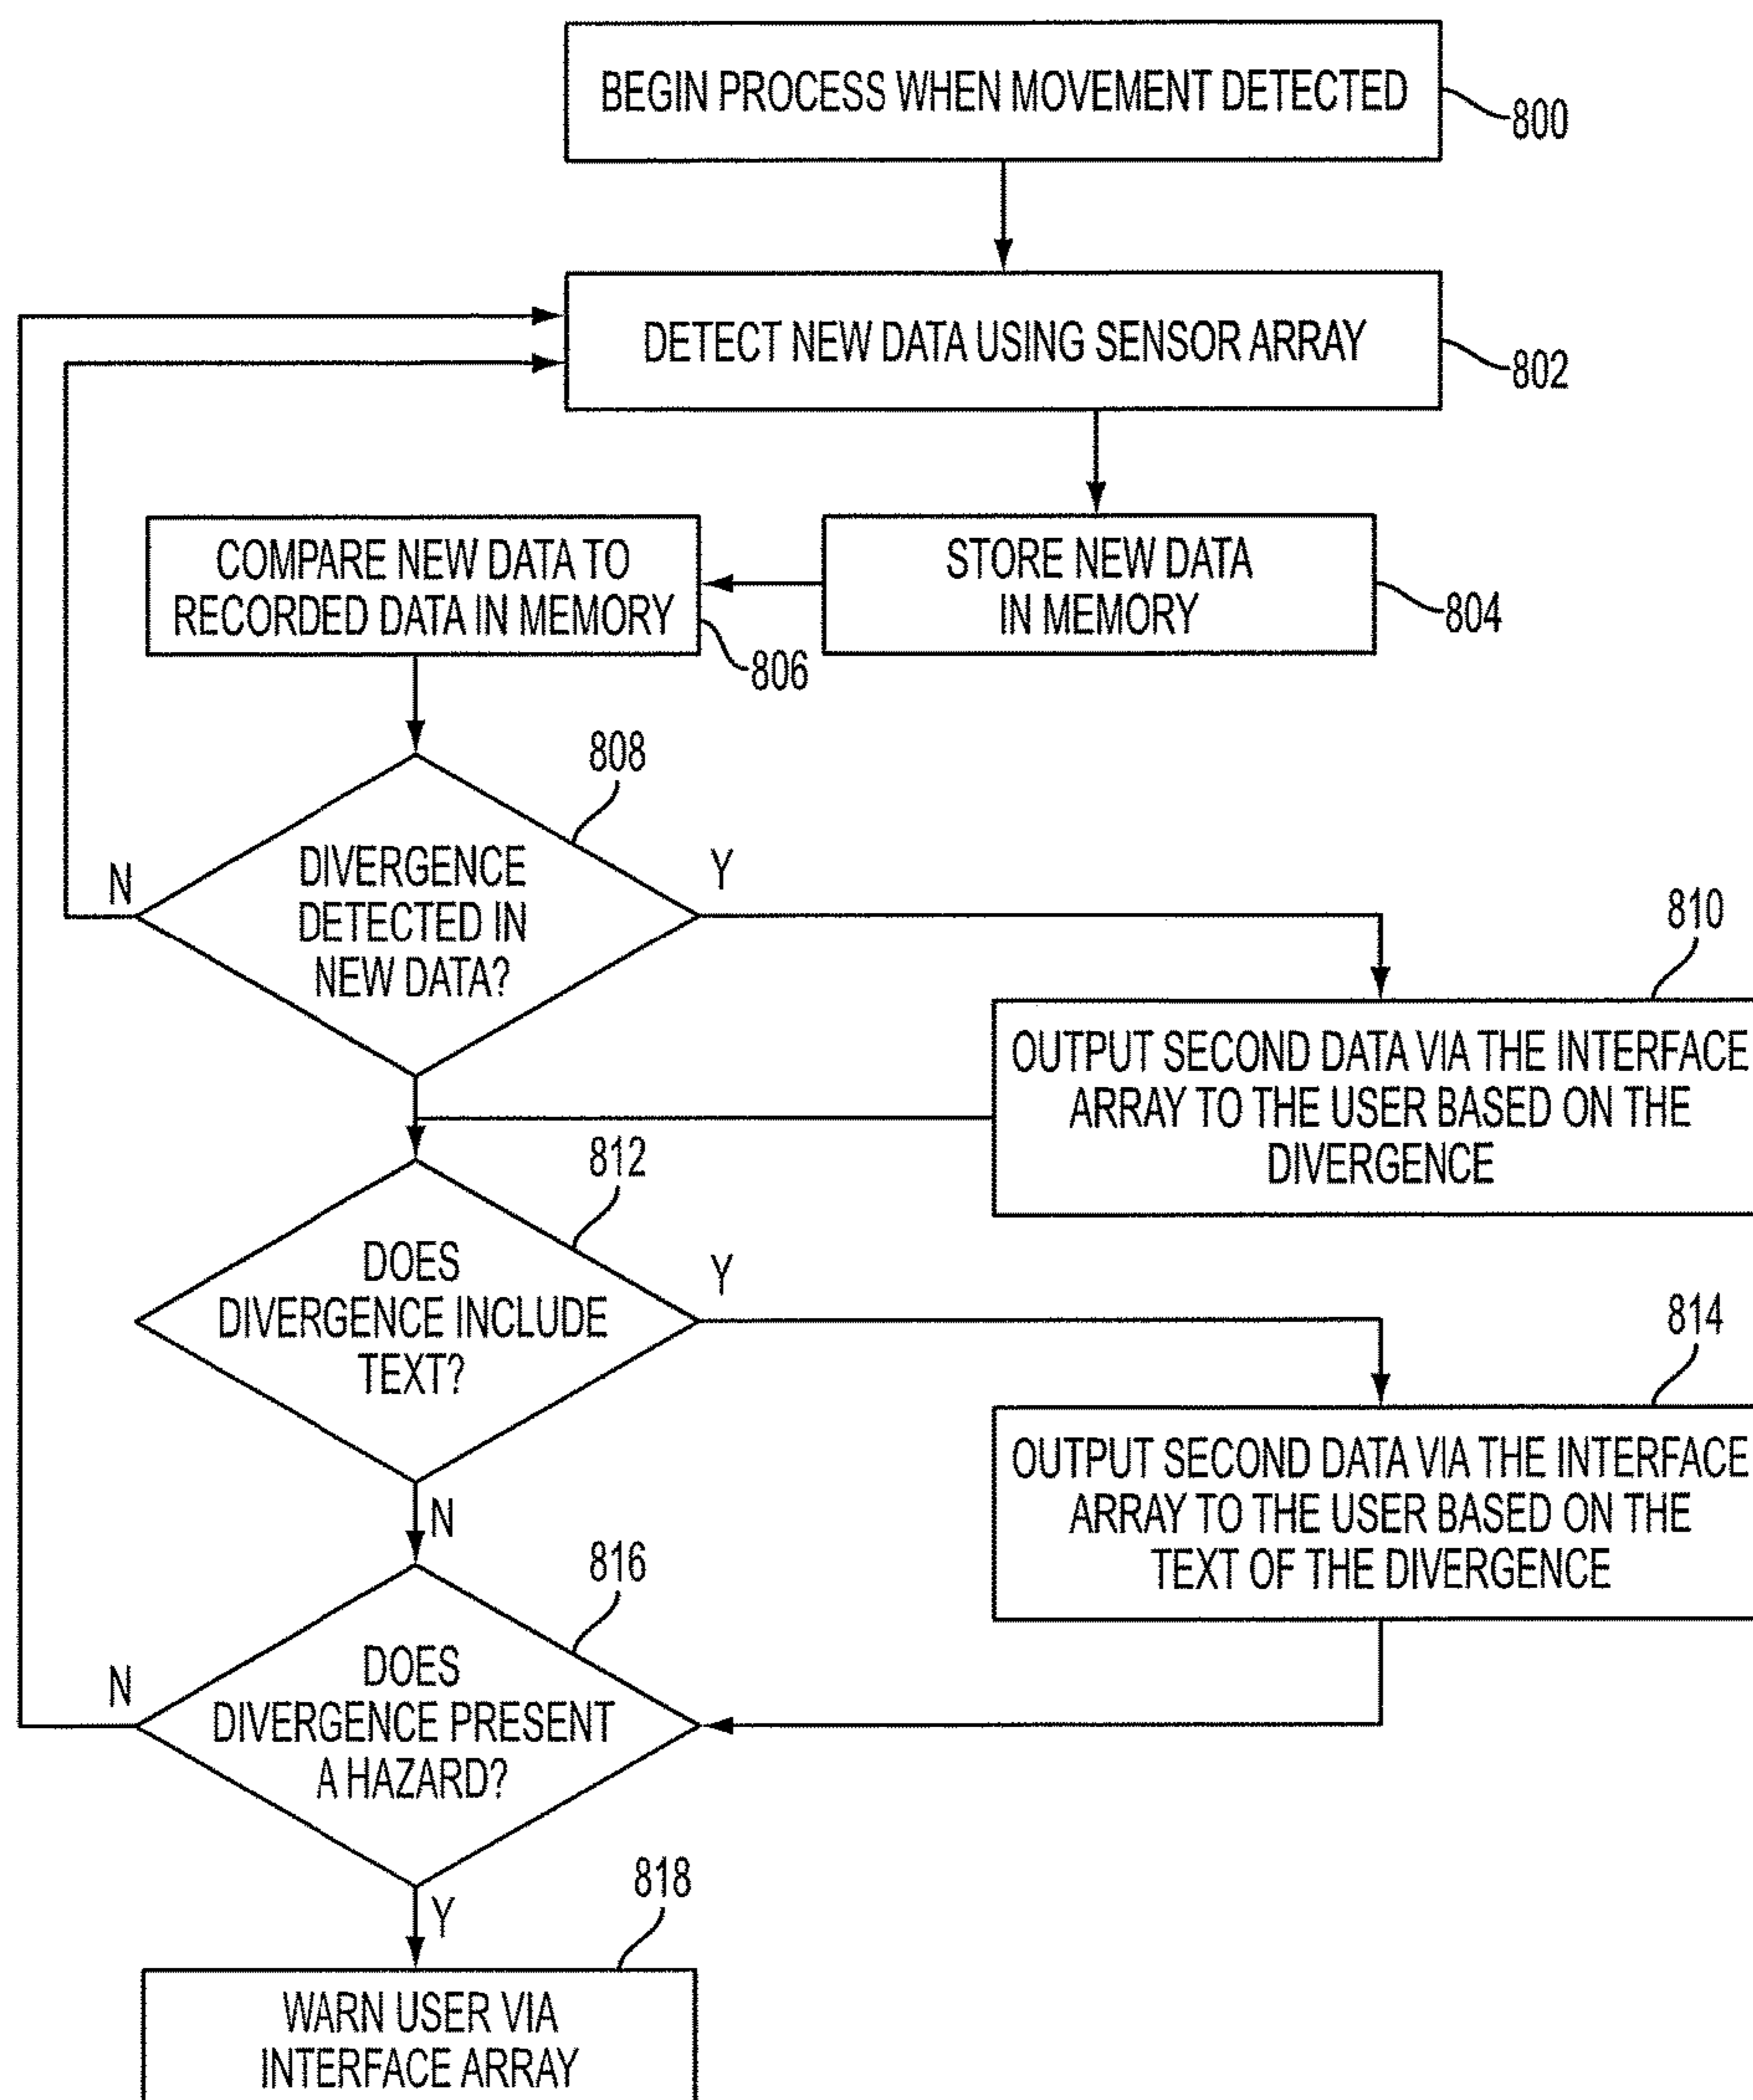 BEGIN PROCESS WHEN MOVEMENT DETECTED
800
DETECT NEW DATA USING SENSOR ARRAY
802
COMPARE NEW DATA TO
RECORDED DATA IN MEMORY
806
STORE NEW DATA
IN MEMORY
804
808
DIVERGENCE
DETECTED IN
NEW DATA?
N
Y
810
OUTPUT SECOND DATA VIA THE INTERFACE
ARRAY TO THE USER BASED ON THE
DIVERGENCE
812
DOES
DIVERGENCE INCLUDE
TEXT?
Y
N
814
OUTPUT SECOND DATA VIA THE INTERFACE
ARRAY TO THE USER BASED ON THE
TEXT OF THE DIVERGENCE
816
DOES
DIVERGENCE PRESENT
A HAZARD?
N
Y
818
WARN USER VIA
INTERFACE ARRAY